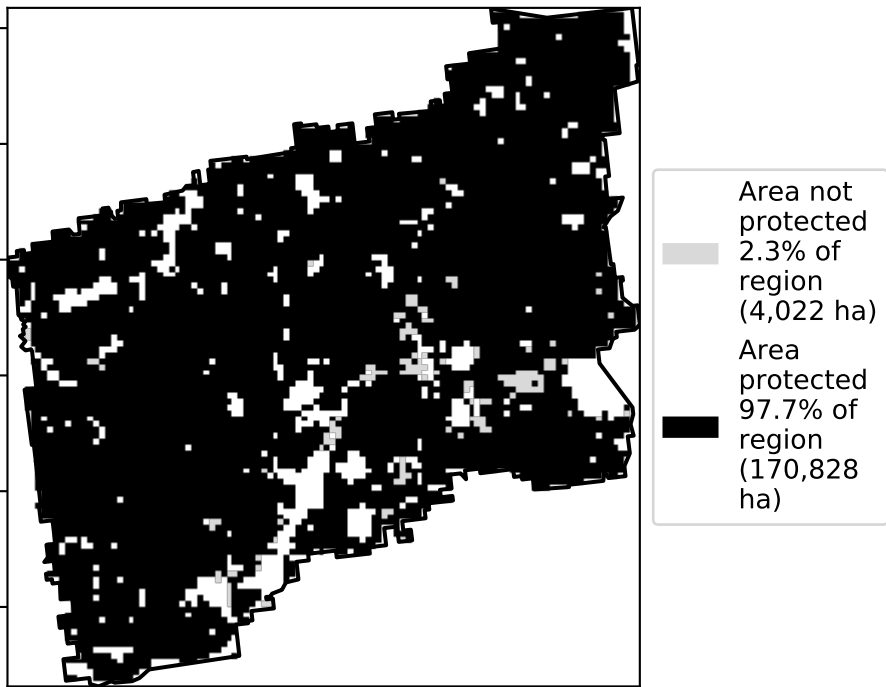 Area not
protected
2.3% of
region
(4,022 ha)
Area
protected
97.7% of
region
(170,828
ha)